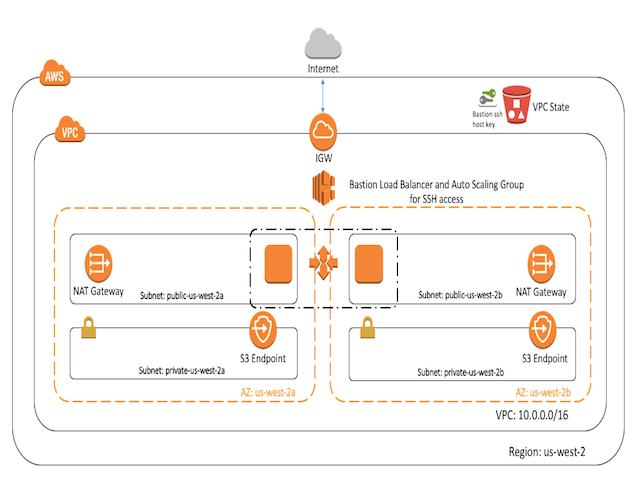 Internet
AWS
Bastion ssh
host key
VPC State
VPC
IGW
Bastion Load Balancer and Auto Scaling Group
for SSH access
NAT Gateway
Subnet: public-us-west-2a
Subnet: public-us-west-2b
NAT Gateway
S3 Endpoint
Subnet: private-us-west-2a
S3 Endpoint
Subnet: private-us-west-2b
AZ: us-west-2a
AZ: us-west-2b
VPC: 10.0.0.0/16
Region: us-west-2